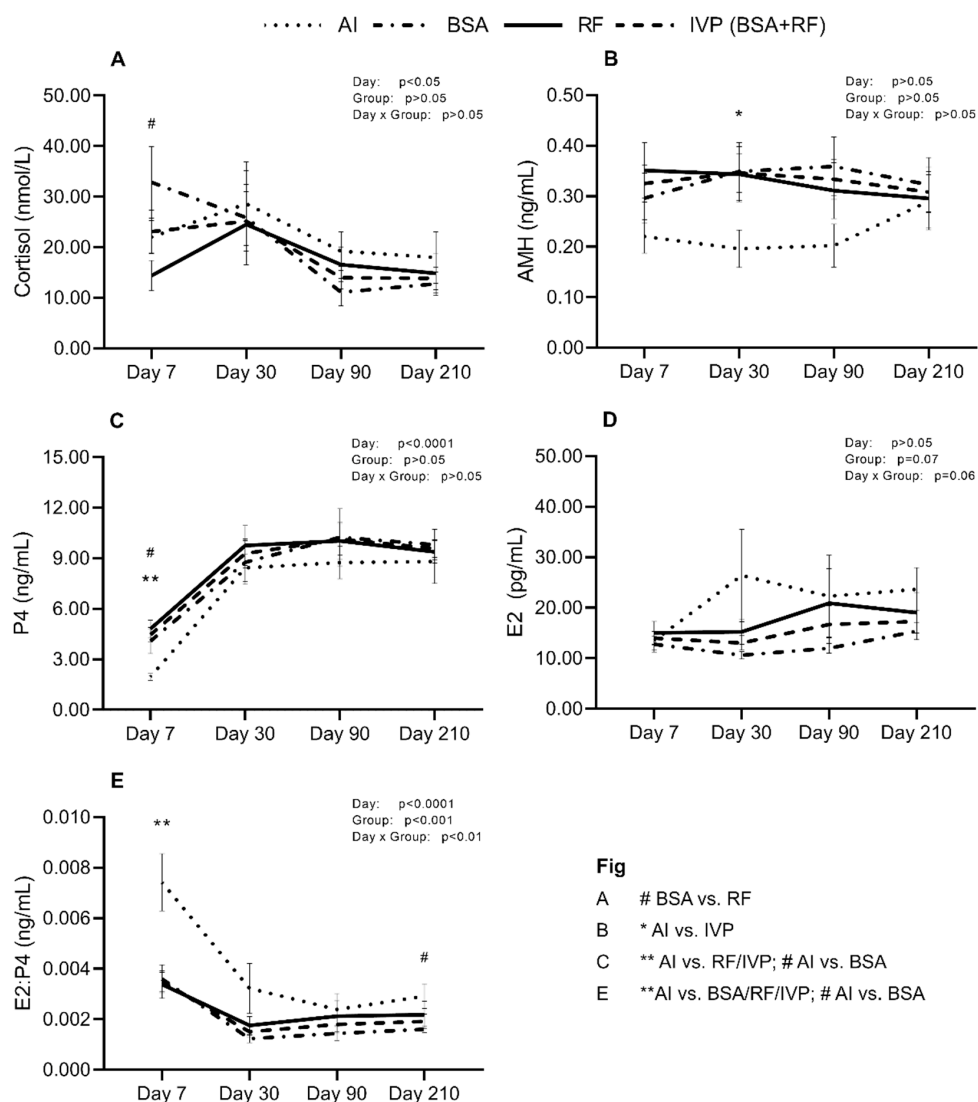 AI BSA RF IVP (BSA+RF)
A
Day: p<0.05
Group: p>0.05
Day x Group: p>0.05
Cortisol (nmol/L)
50.00
40.00
30.00
20.00
10.00
0.00
#
Day 7 Day 30 Day 90 Day 210
B
Day: p>0.05
Group: p>0.05
Day x Group: p>0.05
AMH (ng/mL)
0.50
0.40
0.30
0.20
0.10
0.00
*
Day 7 Day 30 Day 90 Day 210
C
Day: p<0.0001
Group: p>0.05
Day x Group: p>0.05
P4 (ng/mL)
15.00
12.00
9.00
6.00
3.00
0.00
#
**
Day 7 Day 30 Day 90 Day 210
D
Day: p>0.05
Group: p=0.07
Day x Group: p=0.06
E2 (pg/mL)
50.00
40.00
30.00
20.00
10.00
0.00
Day 7 Day 30 Day 90 Day 210
E
Day: p<0.0001
Group: p<0.001
Day x Group: p<0.01
E2:P4 (ng/mL)
0.010
0.008
0.006
0.004
0.002
0.000
**
#
Day 7 Day 30 Day 90 Day 210
Fig
A # BSA vs. RF
B * AI vs. IVP
C ** AI vs. RF/IVP; # AI vs. BSA
E **AI vs. BSA/RF/IVP; # AI vs. BSA